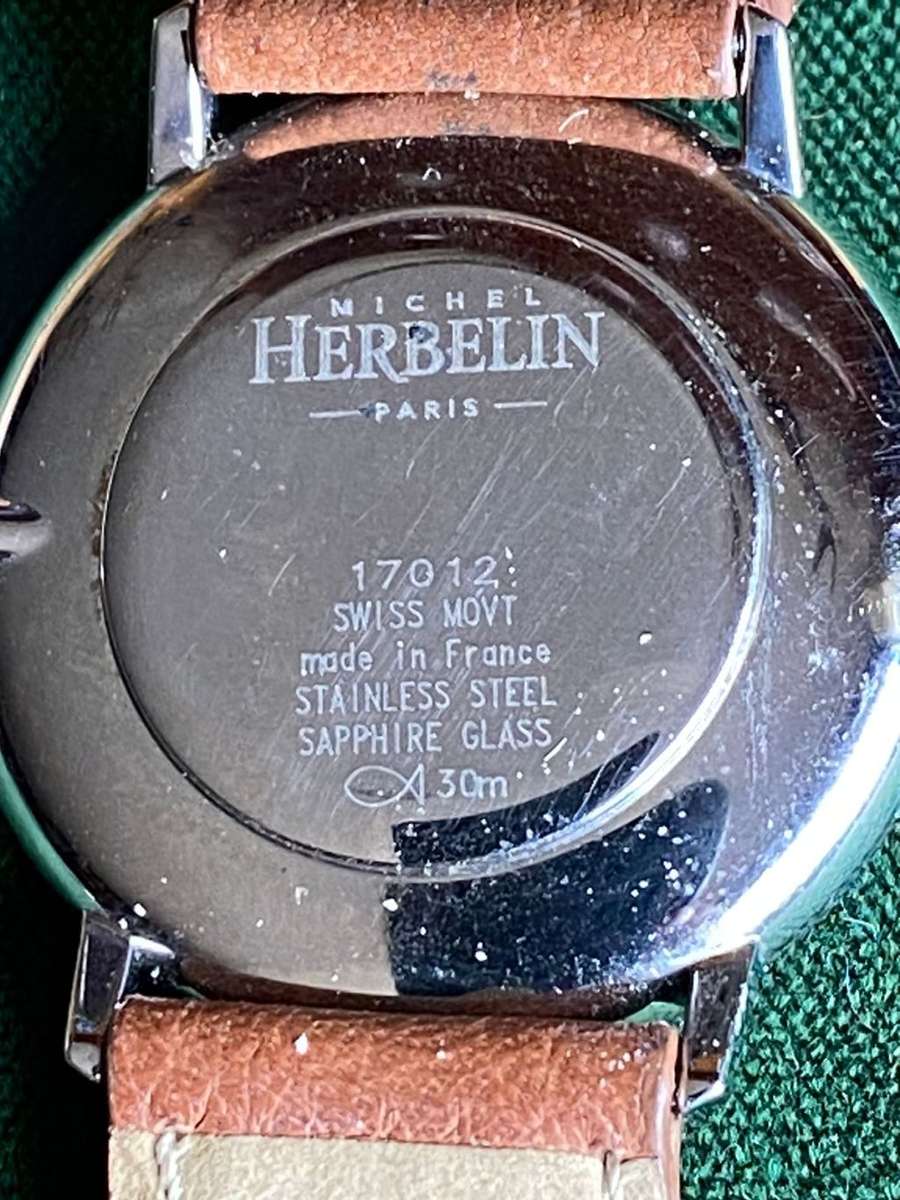 MICHEL
HERBELIN
PARIS
17012
SWISS MOVT
made in France
STAINLESS STEEL
SAPPHIRE GLASS
30m